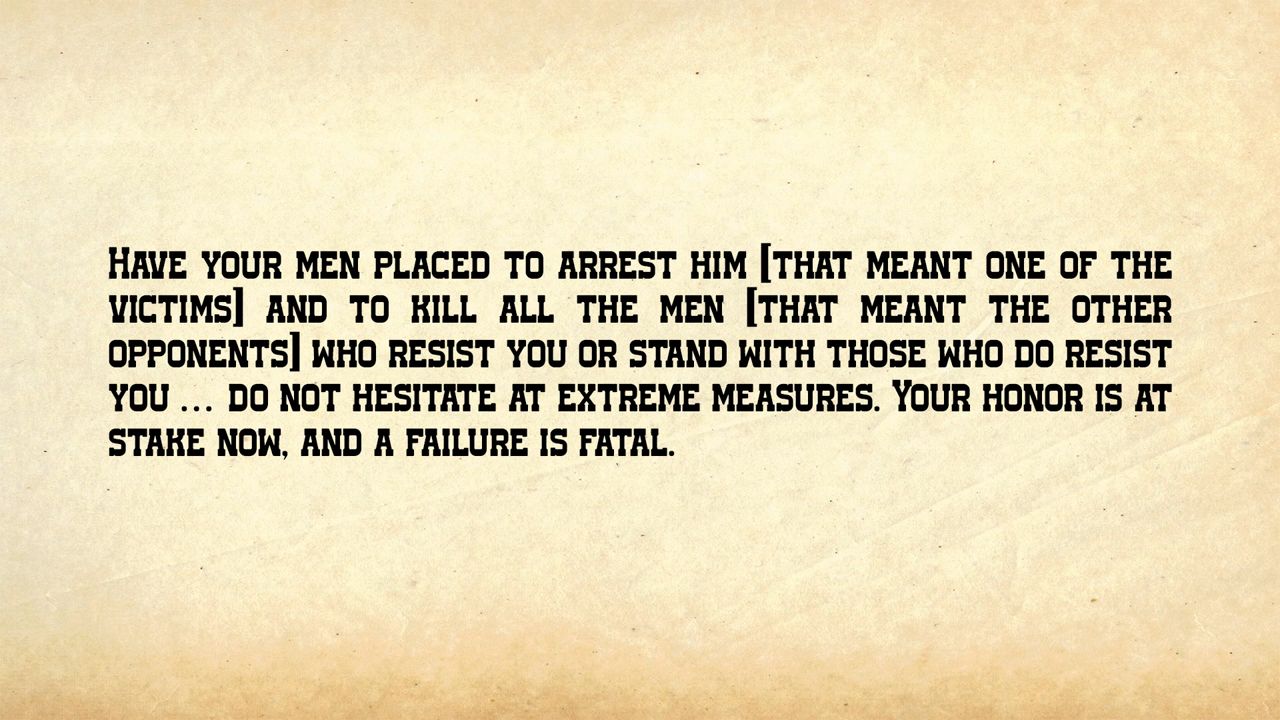 Have your men placed to arrest him [that meant one of the
victims] and to kill all the men [that meant the other
opponents] who resist you or stand with those who do resist
you … do not hesitate at extreme measures. Your honor is at
stake now, and a failure is fatal.